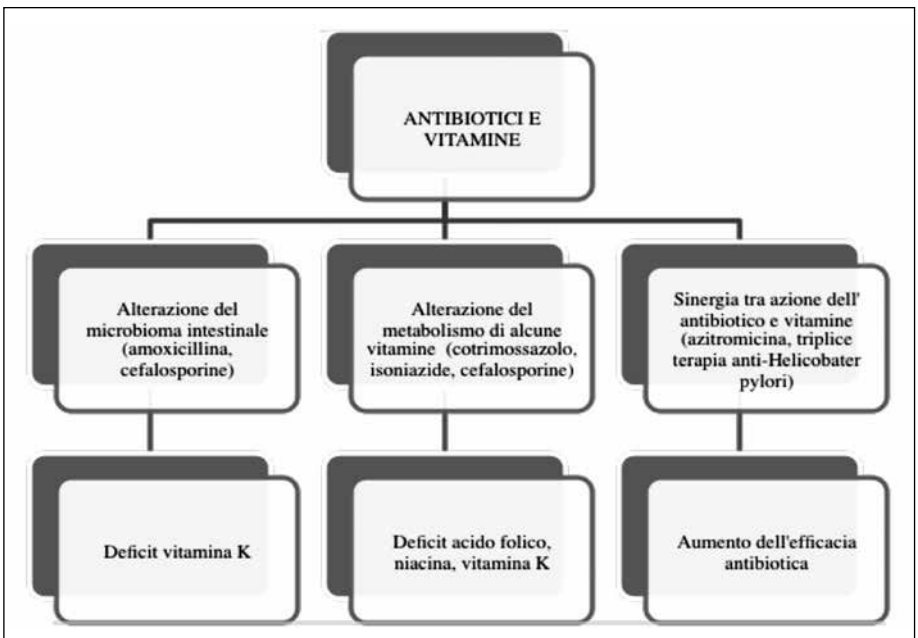 ANTIBIOTICI E
VITAMINE
Alterazione del
microbioma intestinale
(amoxicillina,
cefalosporine)
Alterazione del
metabolismo di alcune
vitamine (cotrimossazolo,
isoniazide, cefalosporine)
Sinergia tra azione dell'
antibiotico e vitamine
(azitromicina, triplice
terapia anti-Helicobater
pylori)
Deficit vitamina K
Deficit acido folico,
niacina, vitamina K
Aumento dell'efficacia
antibiotica